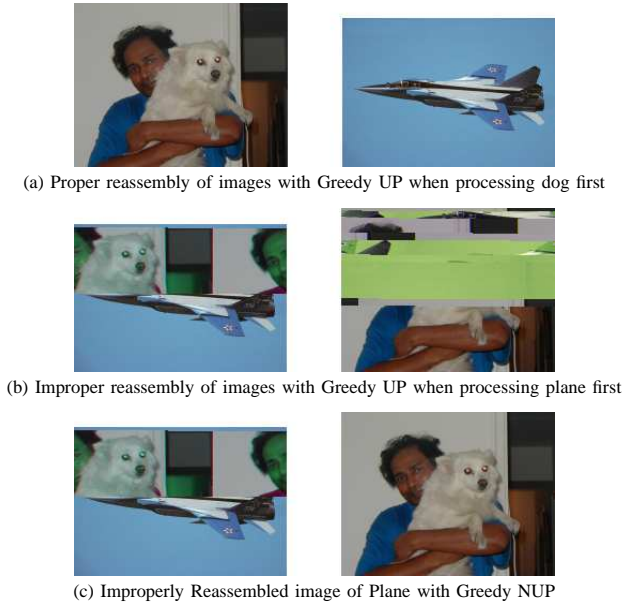 (a) Proper reassembly of images with Greedy UP when processing dog first
(b) Improper reassembly of images with Greedy UP when processing plane first
(c) Improperly Reassembled image of Plane with Greedy NUP